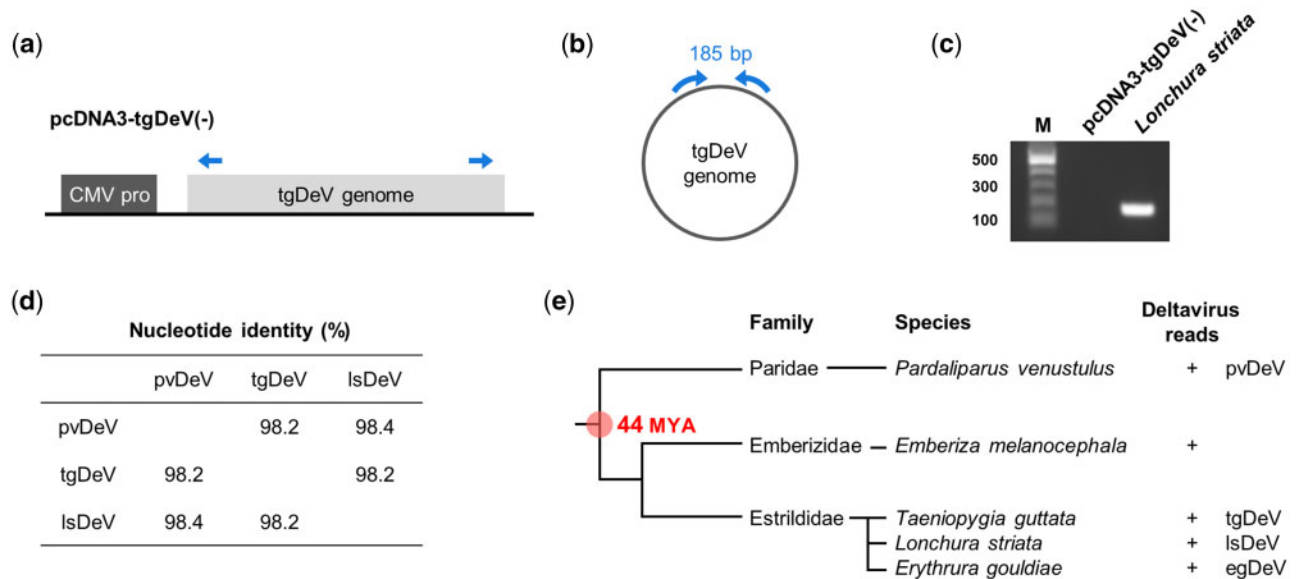 (a)
pcDNA3-tgDeV(-)
CMV pro
tgDeV genome
(b)
185 bp
tgDeV
genome
(c)
M
pcDNA3-tgDeV(-)
Lonchura striata
500
300
100
(d)
Nucleotide identity (%)
pvDeV tgDeV lsDeV
pvDeV 98.2 98.4
tgDeV 98.2 98.2
lsDeV 98.4 98.2
(e)
Family Species Deltavirus
reads
Paridae Pardaliparus venustulus + pvDeV
44 MYA
Emberizidae Emberiza melanocephala +
Estrildidae Taeniopygia guttata + tgDeV
Lonchura striata + lsDeV
Erythrura gouldiae + egDeV